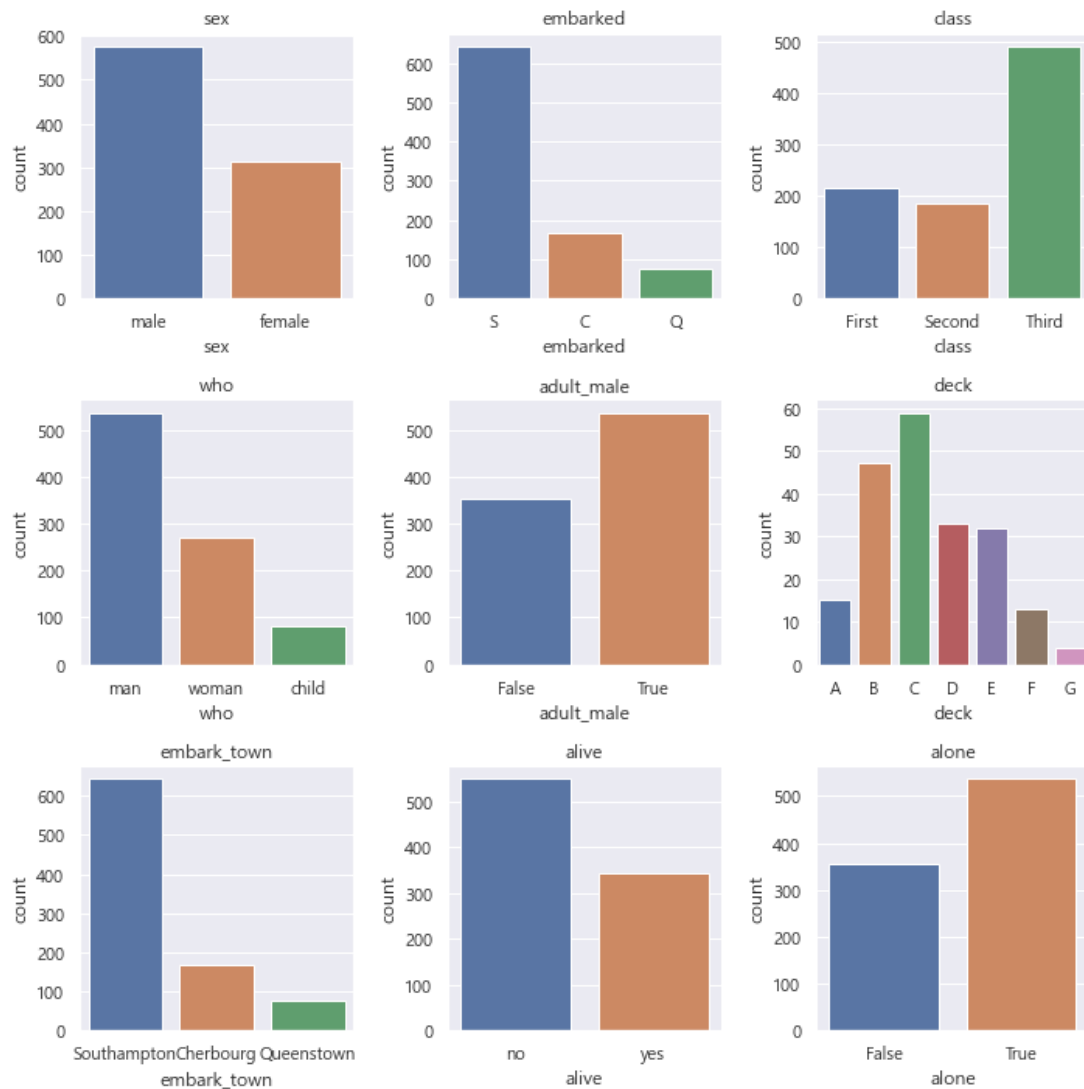 sex
count
600
500
400
300
200
100
0
male female
sex
embarked
count
600
500
400
300
200
100
0
S C Q
embarked
class
count
500
400
300
200
100
0
First Second Third
class
who
count
500
400
300
200
100
0
man woman child
who
adult_male
count
500
400
300
200
100
0
False True
adult_male
deck
count
60
50
40
30
20
10
0
A B C D E F G
deck
embark_town
count
600
500
400
300
200
100
0
Southampton Cherbourg Queenstown
embark_town
alive
count
500
400
300
200
100
0
no yes
alive
alone
count
500
400
300
200
100
0
False True
alone